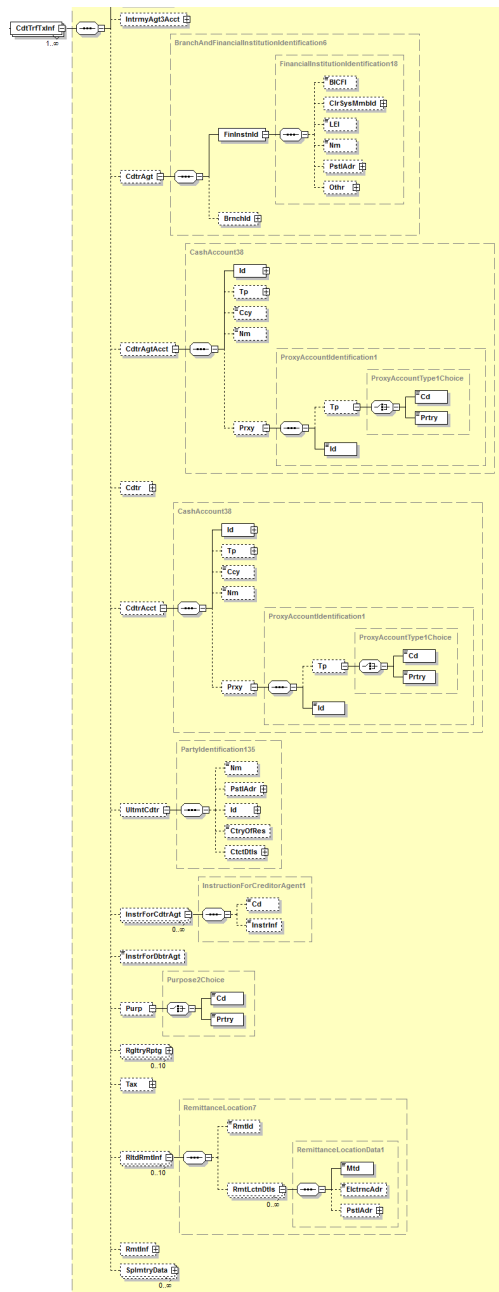 IntrmyAgt3Acct
CdtTrfTxInf
1..∞
BranchAndFinancialInstitutionIdentification6
FinancialInstitutionIdentification18
BICFI
ClrSysMmbId
FinInstnId
LEI
Nm
PstlAdr
CdtrAgt
Othr
BrnchId
CashAccount38
Id
Tp
Ccy
Nm
CdtrAgtAcct
ProxyAccountIdentification1
ProxyAccountType1Choice
Cd
Tp
Prtry
Prxy
Id
Cdtr
CashAccount38
Id
Tp
Ccy
Nm
CdtrAcct
ProxyAccountIdentification1
ProxyAccountType1Choice
Cd
Tp
Prtry
Prxy
Id
PartyIdentification135
Nm
PstlAdr
UltmtCdtr
Id
CtryOfRes
CtctDtls
InstructionForCreditorAgent1
Cd
InstrForCdtrAgt
InstrInf
0..∞
InstrForDbtrAgt
Purpose2Choice
Cd
Purp
Prtry
RgltryRptg
0..10
Tax
RemittanceLocation7
RmtId
RemittanceLocationData1
RltdRmtInf
0..10
Mtd
RmtLctnDtls
ElctrncAdr
0..∞
PstlAdr
RmtInf
SplmtryData
0..∞